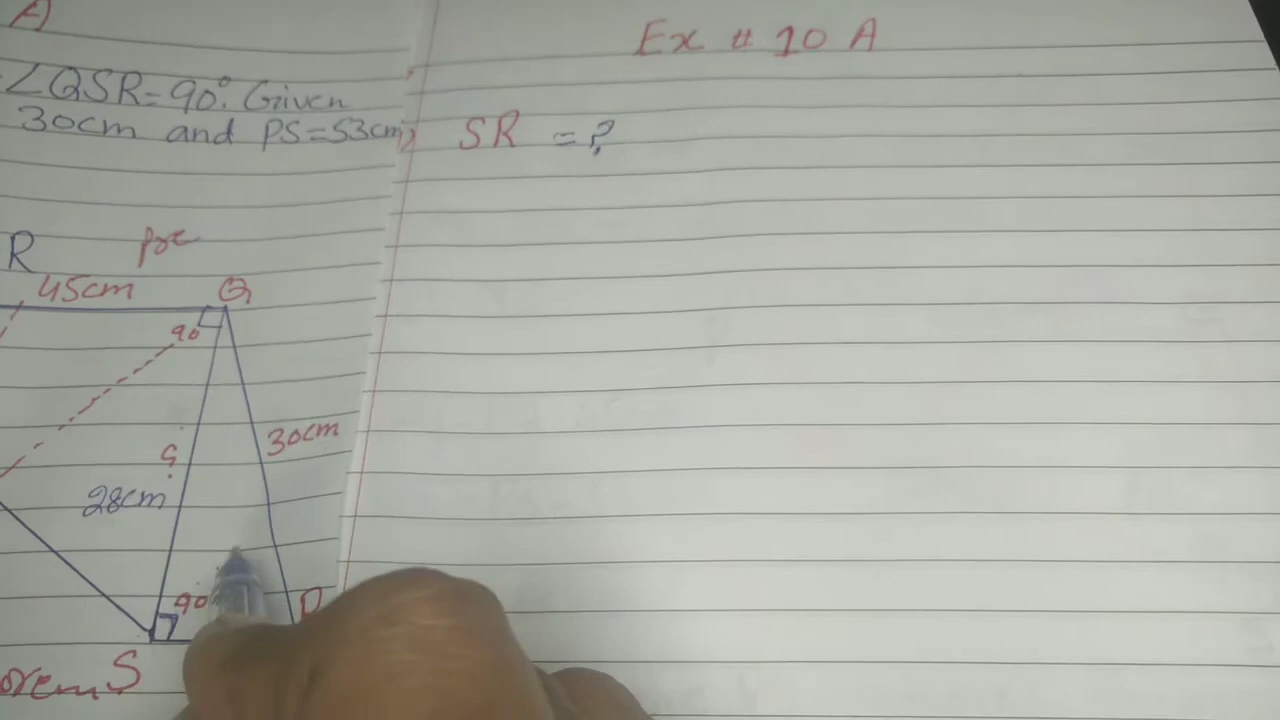 A)
Ex # 10 A
∠QSR=90°. Given
30cm and PS=53cm,
SR = ?
R
45cm
Q
90
30cm
28cm
90
S